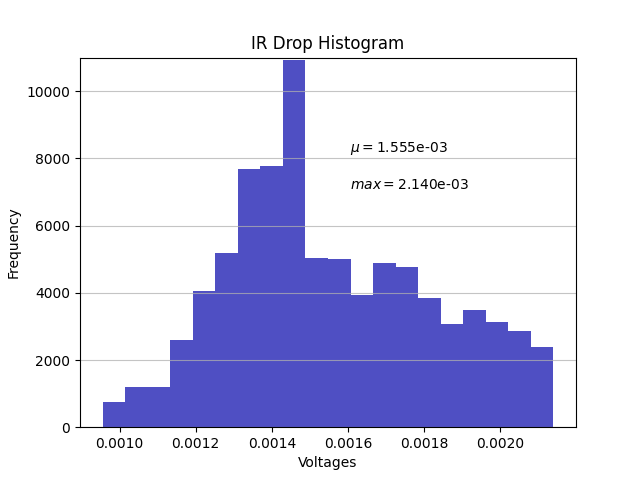 IR Drop Histogram
10000
8000
6000
4000
2000
0
Frequency
μ = 1.555e-03
max = 2.140e-03
0.0010 0.0012 0.0014 0.0016 0.0018 0.0020
Voltages